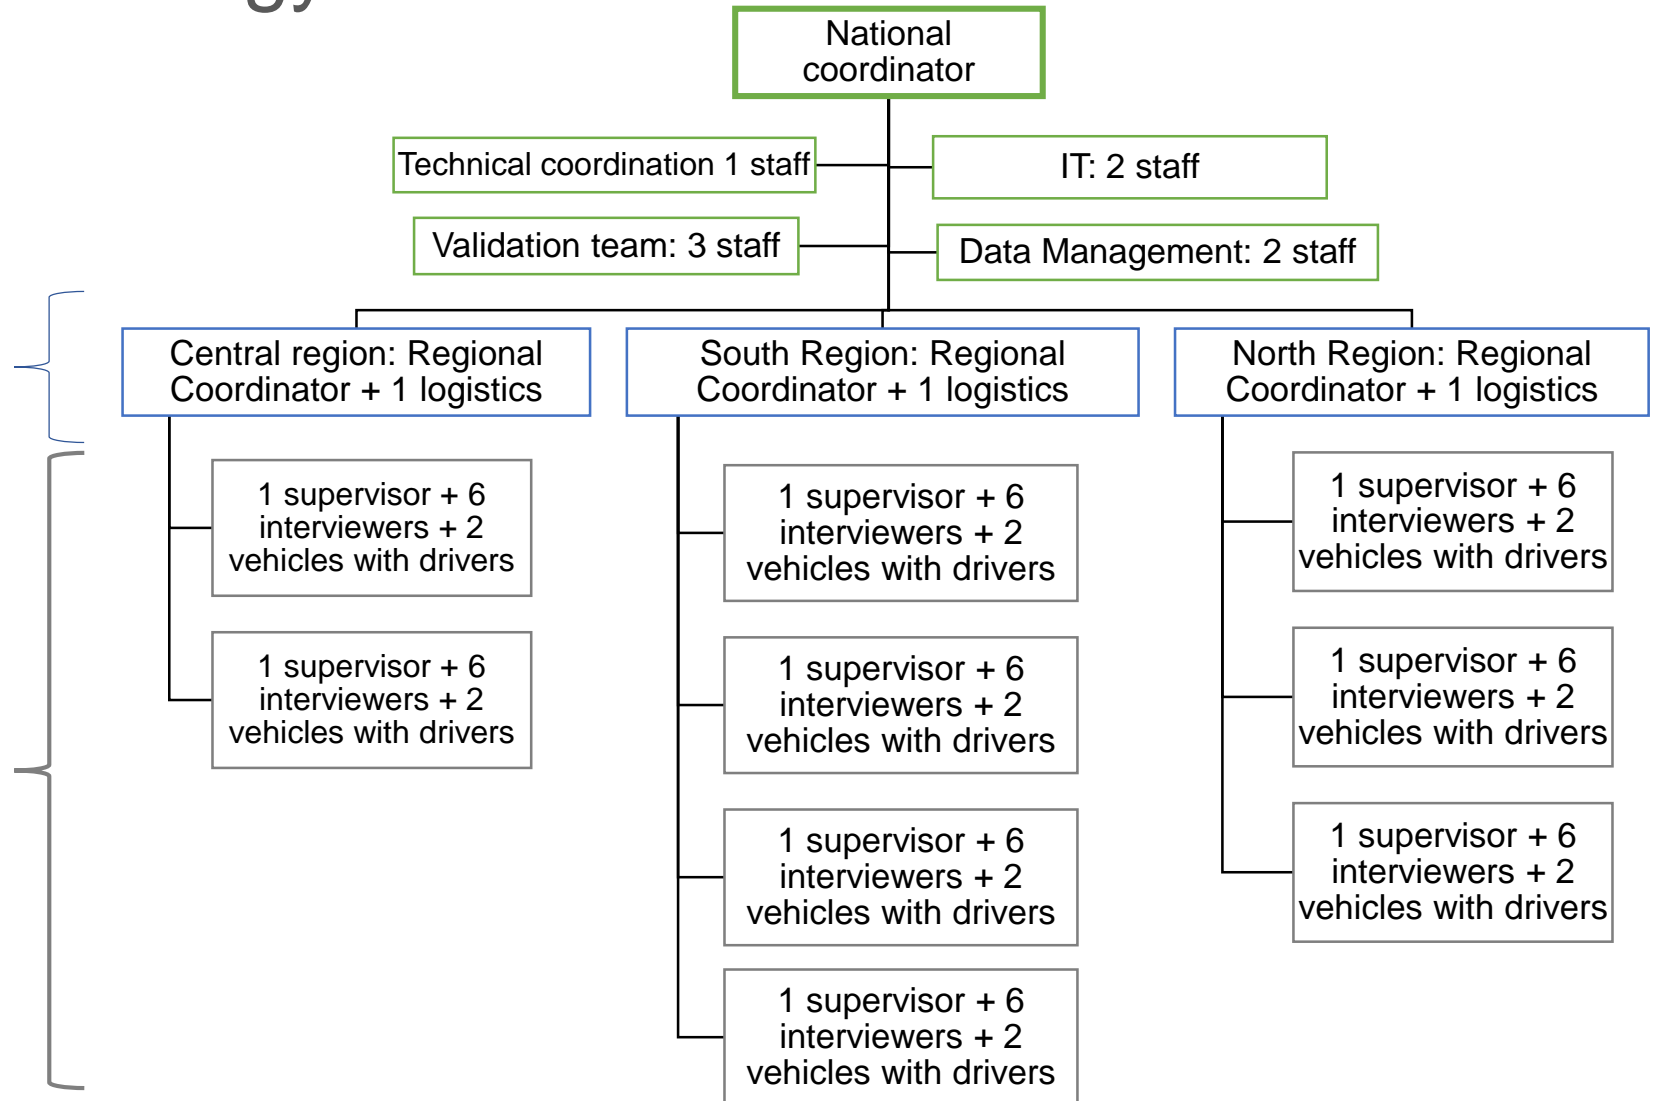 gy
National
coordinator
Technical coordination 1 staff
IT: 2 staff
Validation team: 3 staff
Data Management: 2 staff
Central region: Regional
Coordinator + 1 logistics
South Region: Regional
Coordinator + 1 logistics
North Region: Regional
Coordinator + 1 logistics
1 supervisor + 6
interviewers + 2
vehicles with drivers
1 supervisor + 6
interviewers + 2
vehicles with drivers
1 supervisor + 6
interviewers + 2
vehicles with drivers
1 supervisor + 6
interviewers + 2
vehicles with drivers
1 supervisor + 6
interviewers + 2
vehicles with drivers
1 supervisor + 6
interviewers + 2
vehicles with drivers
1 supervisor + 6
interviewers + 2
vehicles with drivers
1 supervisor + 6
interviewers + 2
vehicles with drivers
1 supervisor + 6
interviewers + 2
vehicles with drivers